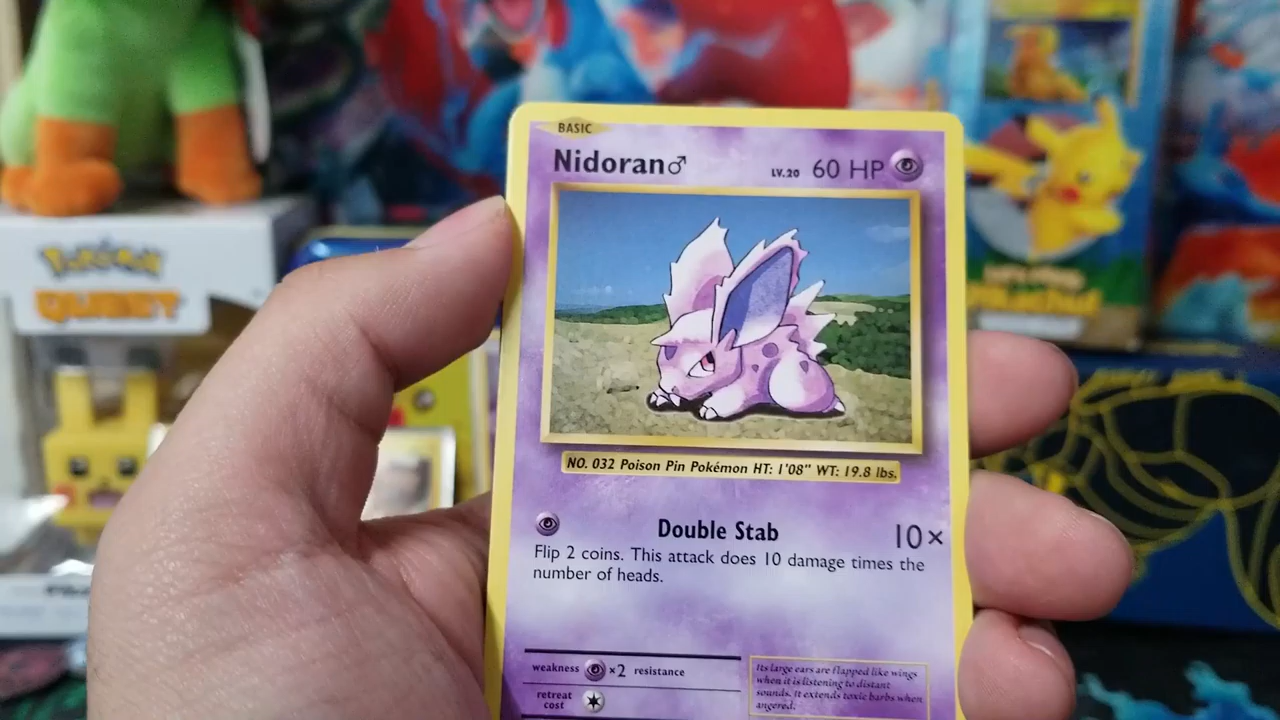 BASIC
Nidoran♂ LV.20 60 HP
NO. 032 Poison Pin Pokémon HT: 1'08" WT: 19.8 lbs.
Double Stab 10×
Flip 2 coins. This attack does 10 damage times the
number of heads.
weakness ×2 resistance
retreat
cost
Its large ears are flapped like wings
when it is listening to distant
sounds. It extends toxic barbs when
angered.
Pokémon
QUEST
Let's Play
Pikachu!